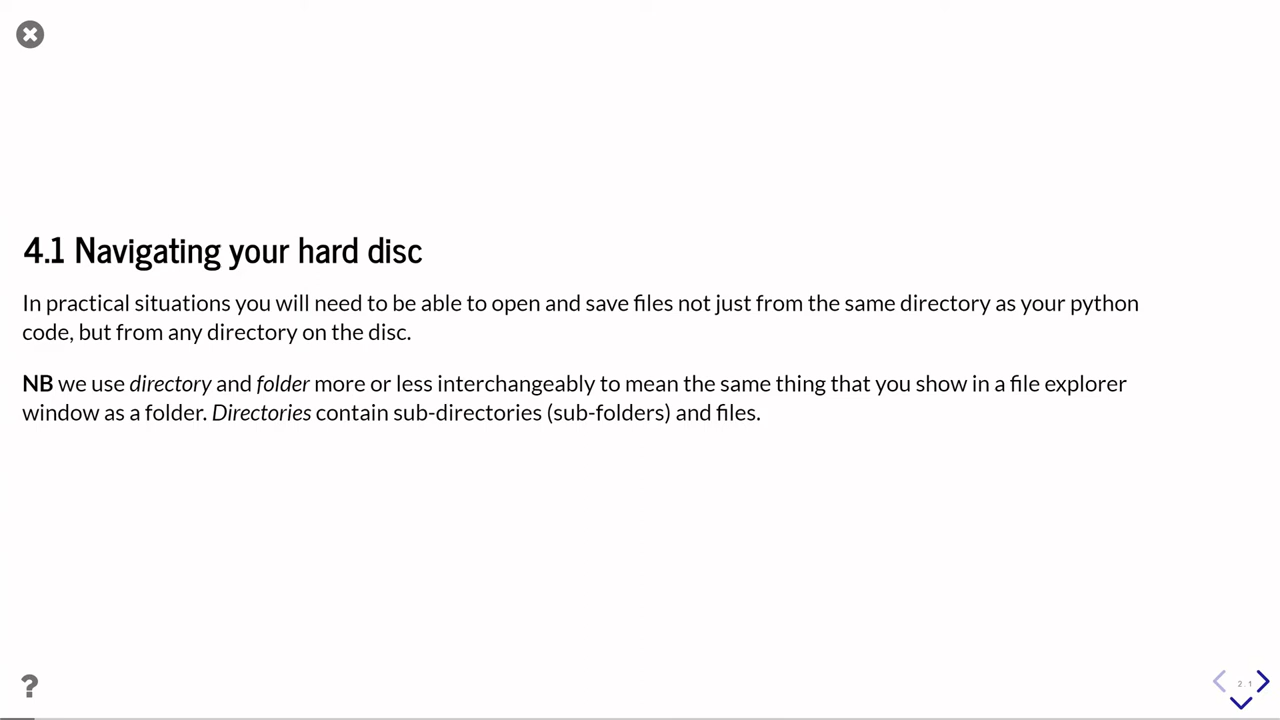 4.1 Navigating your hard disc
In practical situations you will need to be able to open and save files not just from the same directory as your python
code, but from any directory on the disc.
NB we use directory and folder more or less interchangeably to mean the same thing that you show in a file explorer
window as a folder. Directories contain sub-directories (sub-folders) and files.
?
2.1